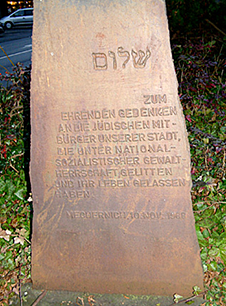 שלום
ZUM
EHRENDEN GEDENKEN
AN DIE JÜDISCHEN MIT-
BÜRGER UNSERER STADT,
DIE UNTER NATIONAL-
SOZIALISTISCHER GEWALT-
HERRSCHAFT GELITTEN
UND IHR LEBEN GELASSEN
HABEN
NOV.